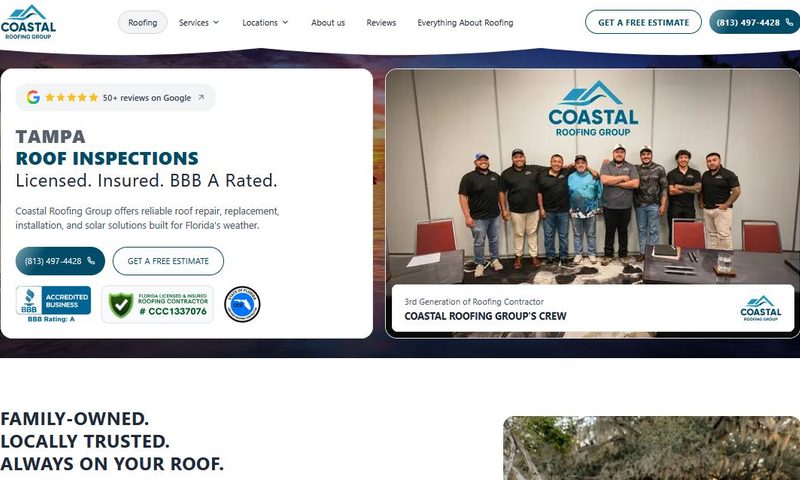 COASTAL
ROOFING GROUP
Roofing
Services
Locations
About us
Reviews
Everything About Roofing
GET A FREE ESTIMATE
(813) 497-4428
50+ reviews on Google
TAMPA
ROOF INSPECTIONS
Licensed. Insured. BBB A Rated.
Coastal Roofing Group offers reliable roof repair, replacement,
installation, and solar solutions built for Florida's weather.
(813) 497-4428
GET A FREE ESTIMATE
BBB
ACCREDITED
BUSINESS
BBB Rating: A
FLORIDA LICENSED & INSURED
ROOFING CONTRACTOR
# CCC1337076
COASTAL
ROOFING GROUP
3rd Generation of Roofing Contractor
COASTAL ROOFING GROUP'S CREW
COASTAL
ROOFING GROUP
FAMILY-OWNED.
LOCALLY TRUSTED.
ALWAYS ON YOUR ROOF.